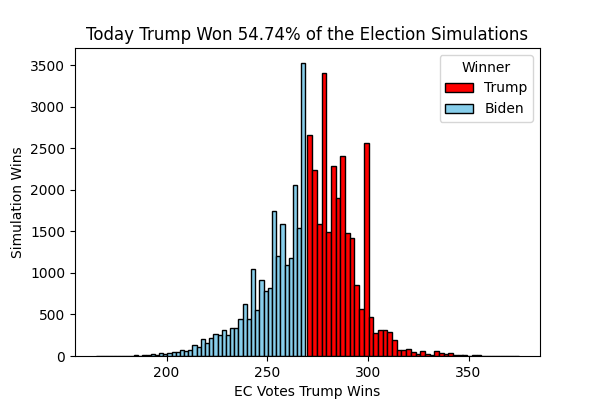 Today Trump Won 54.74% of the Election Simulations
Winner
Trump
Biden
Simulation Wins
3500
3000
2500
2000
1500
1000
500
0
200
250
300
350
EC Votes Trump Wins